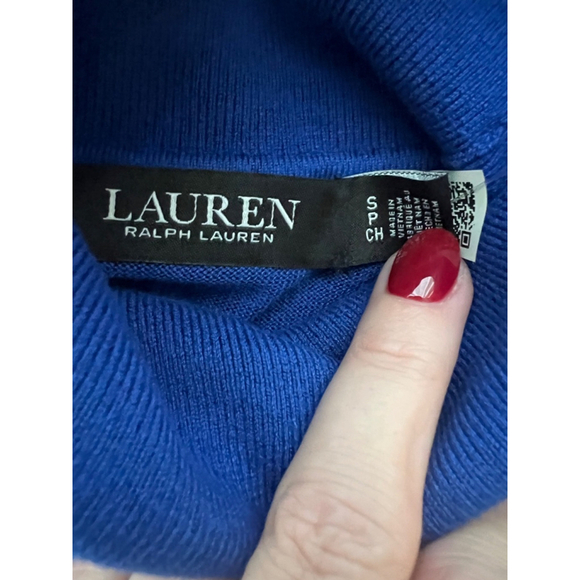 LAUREN
RALPH LAUREN
S
P
CH
MADE IN
VIETNAM